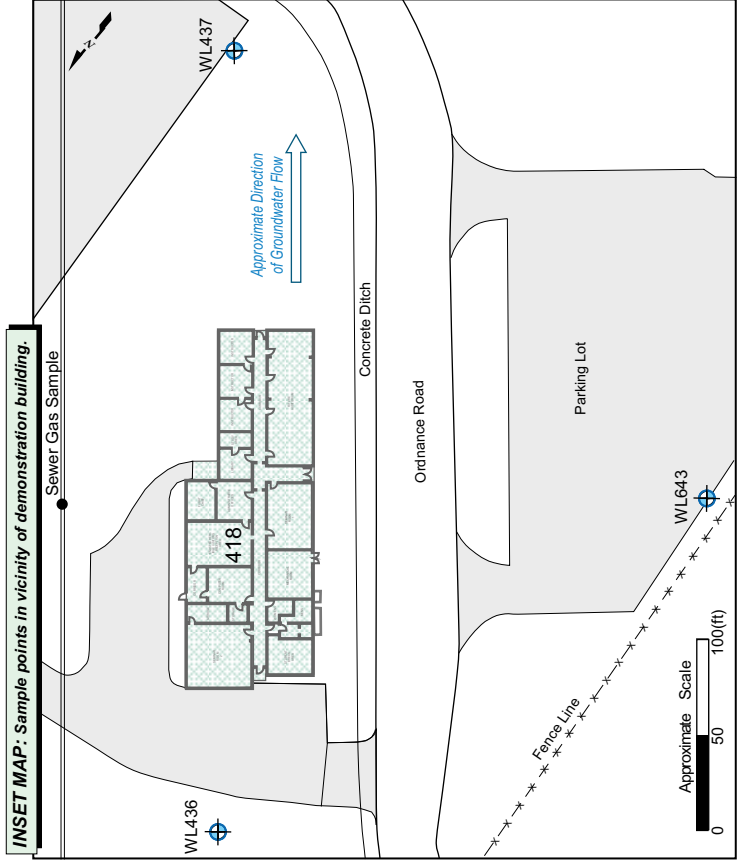 INSET MAP: Sample points in vicinity of demonstration building.
Sewer Gas Sample
N
WL437
Approximate Direction
of Groundwater Flow
418
WL436
Concrete Ditch
Ordnance Road
Parking Lot
WL643
Fence Line
Approximate Scale
0 50 100(ft)